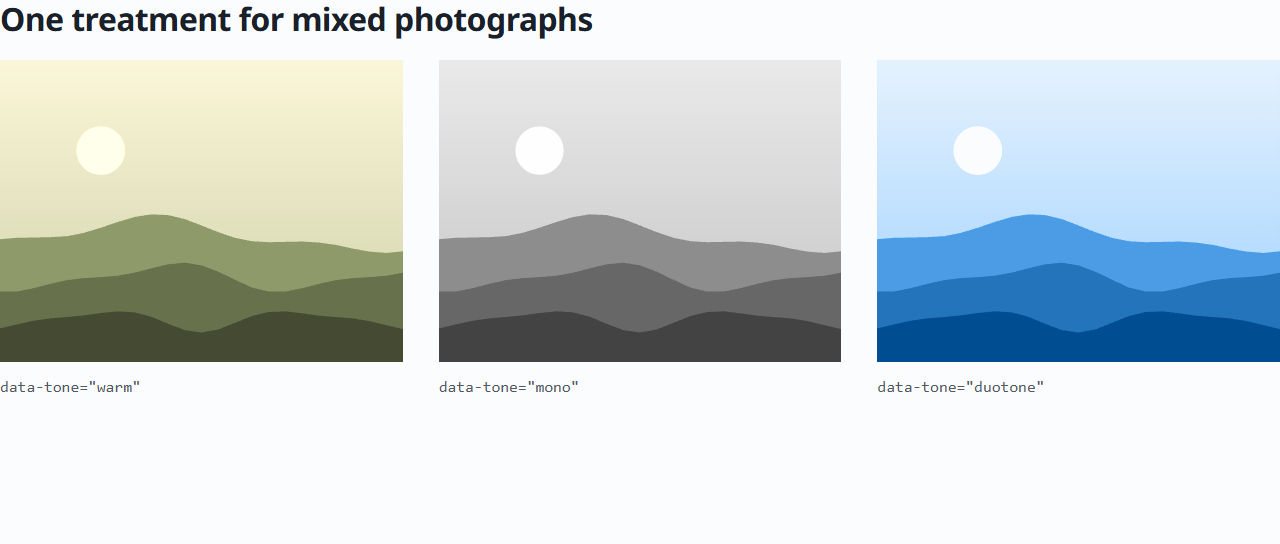 One treatment for mixed photographs
data-tone="warm"
data-tone="mono"
data-tone="duotone"